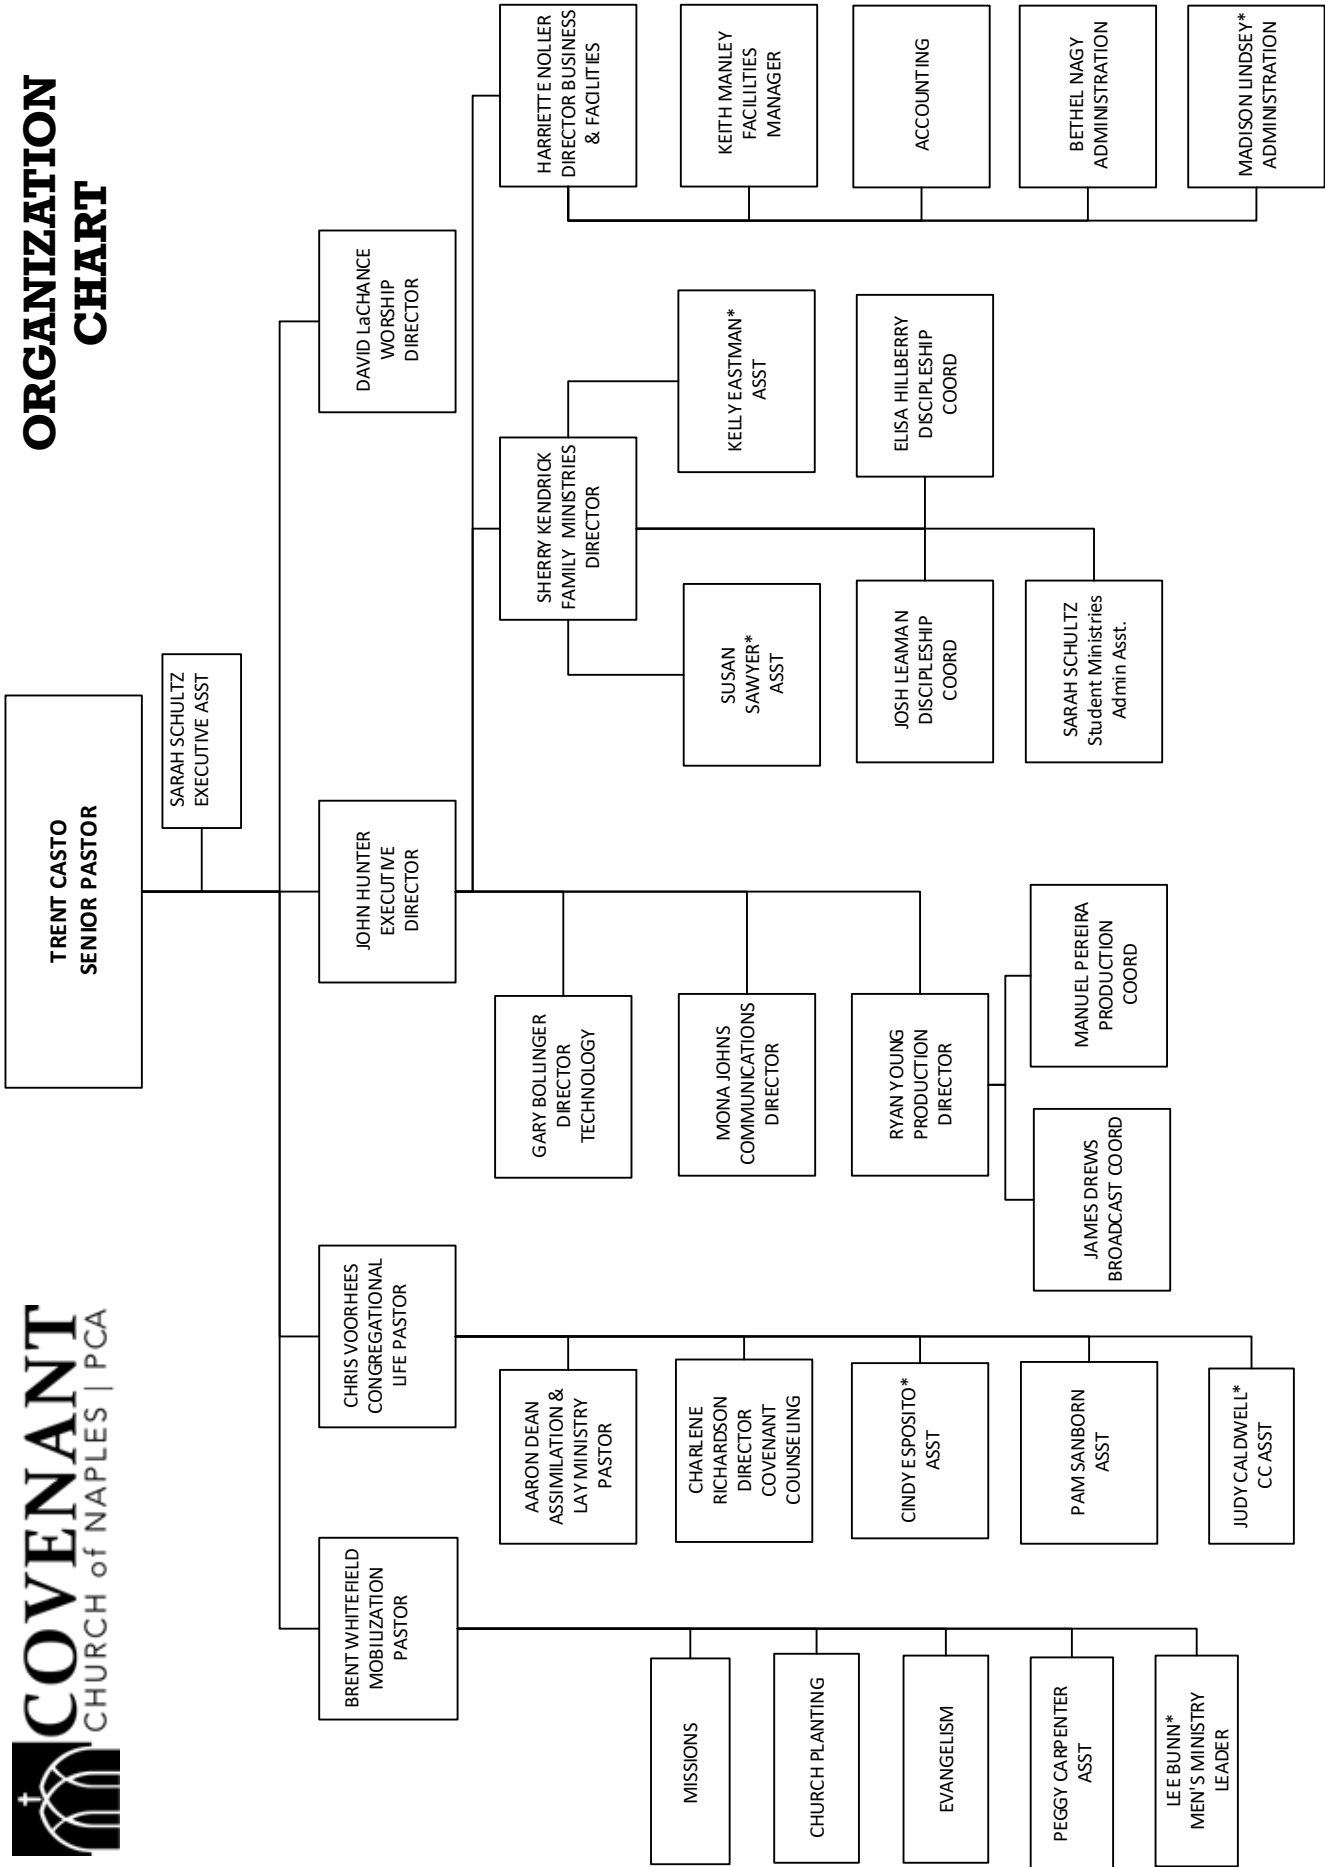 COVENANT
CHURCH of NAPLES | PCA
ORGANIZATION
CHART
TRENT CASTO
SENIOR PASTOR
SARAH SCHULTZ
EXECUTIVE ASST
BRENT WHITEFIELD
MOBILIZATION
PASTOR
CHRIS VOORHEES
CONGREGATIONAL
LIFE PASTOR
JOHN HUNTER
EXECUTIVE
DIRECTOR
DAVID LaCHANCE
WORSHIP
DIRECTOR
MISSIONS
CHURCH PLANTING
EVANGELISM
PEGGY CARPENTER
ASST
LEE BUNN*
MEN'S MINISTRY
LEADER
AARON DEAN
ASSIMILATION &
LAY MINISTRY
PASTOR
CHARLENE
RICHARDSON
DIRECTOR
COVENANT
COUNSELING
CINDY ESPOSITO*
ASST
PAM SANBORN
ASST
JUDY CALDWELL*
CC ASST
GARY BOLLINGER
DIRECTOR
TECHNOLOGY
MONA JOHNS
COMMUNICATIONS
DIRECTOR
RYAN YOUNG
PRODUCTION
DIRECTOR
JAMES DREWS
BROADCAST COORD
MANUEL PEREIRA
PRODUCTION
COORD
SHERRY KENDRICK
FAMILY MINISTRIES
DIRECTOR
SUSAN
SAWYER*
ASST
KELLY EASTMAN*
ASST
JOSH LEAMAN
DISCIPLESHIP
COORD
ELISA HILLBERRY
DISCIPLESHIP
COORD
SARAH SCHULTZ
Student Ministries
Admin Asst.
HARRIETTE NOLLER
DIRECTOR BUSINESS
& FACILITIES
KEITH MANLEY
FACILILTIES
MANAGER
ACCOUNTING
BETHEL NAGY
ADMINISTRATION
MADISON LINDSEY*
ADMINISTRATION